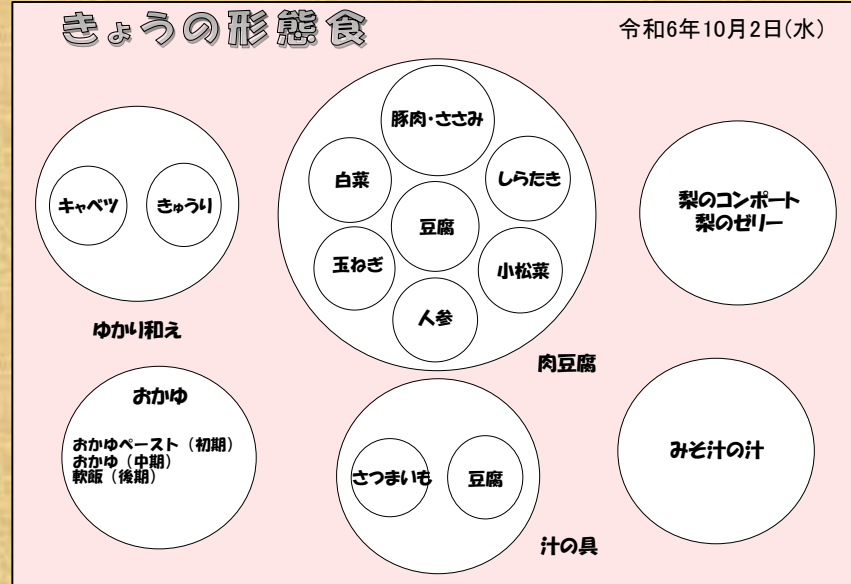 きょうの形態食
令和6年10月2日(水)
キャベツ
きゅうり
ゆかり和え
豚肉・ささみ
白菜
しらたき
豆腐
玉ねぎ
小松菜
人参
肉豆腐
梨のコンポート
梨のゼリー
おかゆ
おかゆペースト（初期）
おかゆ（中期）
軟飯（後期）
さつまいも
豆腐
汁の具
みそ汁の汁